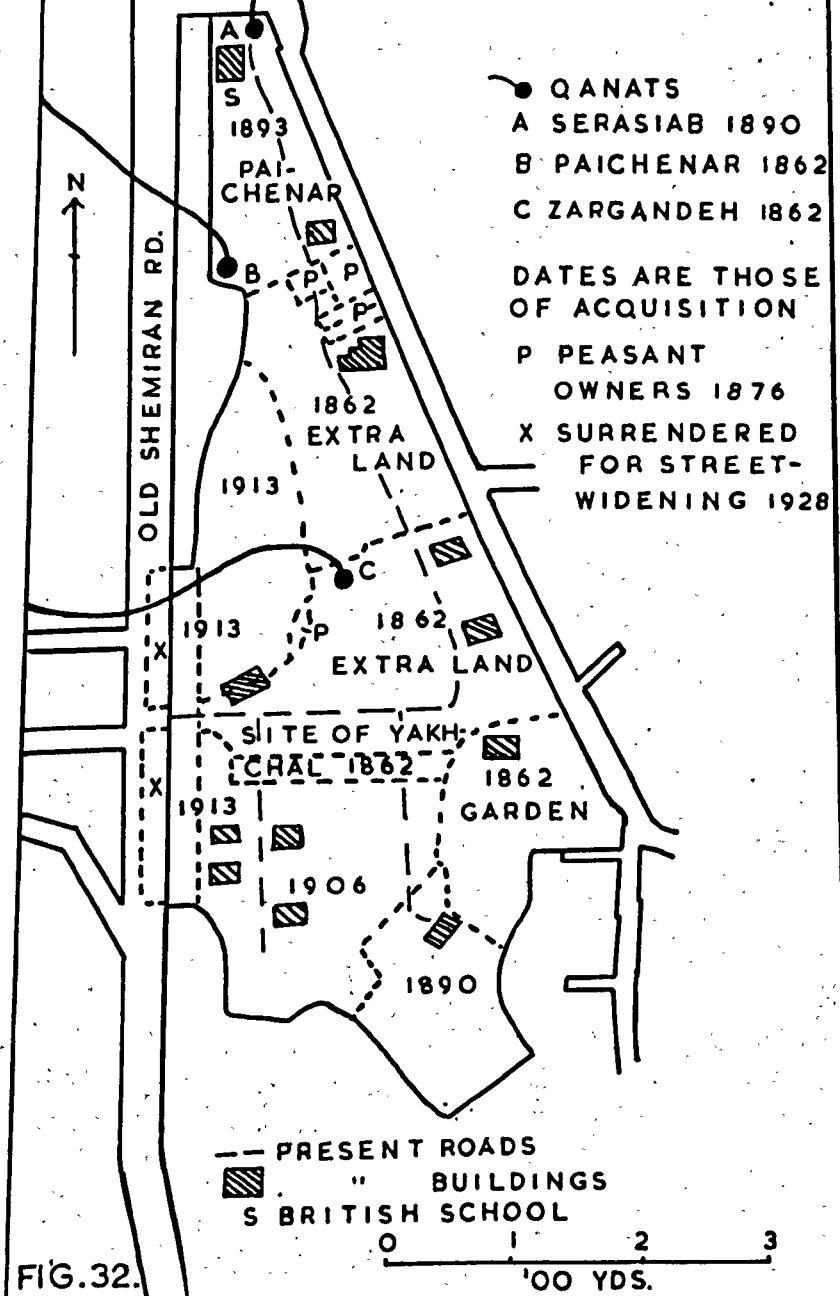 A
S
1893
PAI-
CHENAR
N
B
P
P
P
OLD SHEMIRAN RD.
1862
EXTRA
LAND
1913
C
1913
P
1862
X
EXTRA LAND
SITE OF YAKH-
CHAL 1862
1862
GARDEN
X
1913
1906
1890
QANATS
A SERASIAB 1890
B PAICHENAR 1862
C ZARGANDEH 1862
DATES ARE THOSE
OF ACQUISITION
P PEASANT
OWNERS 1876
X SURRENDERED
FOR STREET-
WIDENING 1928
PRESENT ROADS
" BUILDINGS
S BRITISH SCHOOL
0 1 2 3
'00 YDS.
FIG.32.